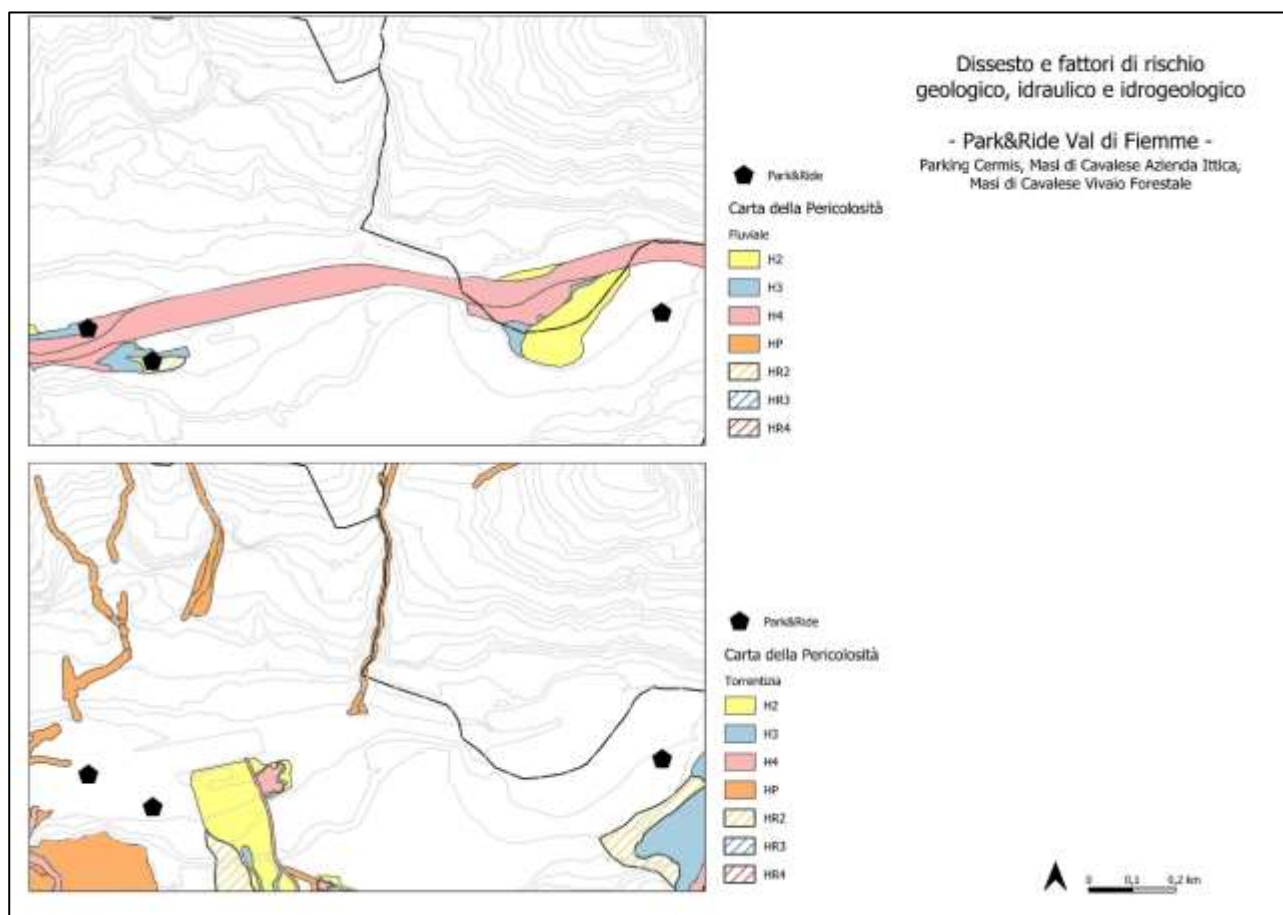 Dissesto e fattori di rischio
geologico, idraulico e idrogeologico
- Park&Ride Val di Fiemme -
Parking Cermis, Masi di Cavalese Azienda Ittica,
Masi di Cavalese Vivaio Forestale
Park&Ride
Carta della Pericolosità
Fluviale
H2
H3
H4
HP
HR2
HR3
HR4
Park&Ride
Carta della Pericolosità
Torrentizia
H2
H3
H4
HP
HR2
HR3
HR4
0 0,1 0,2 km